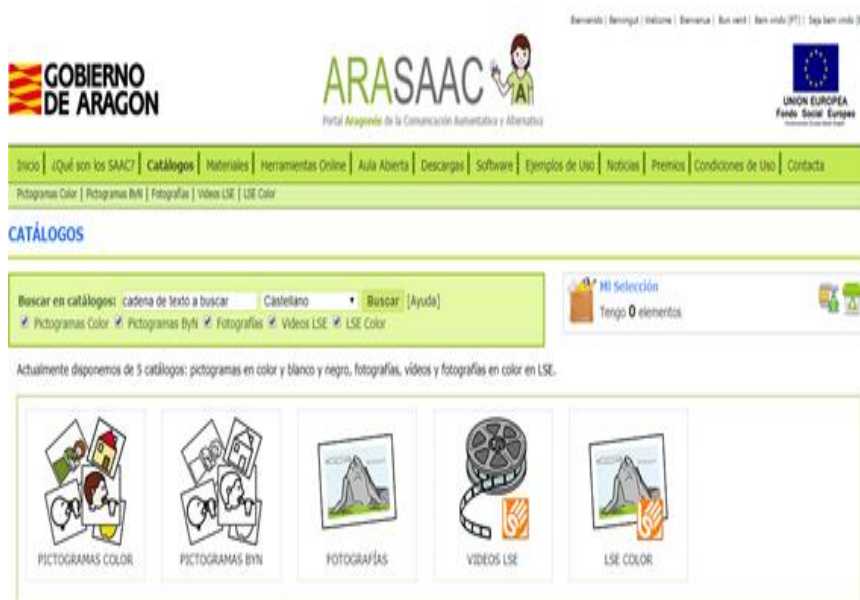 Bienvenido | Benvingut | Welcome | Bienvenue | Bun venit | Bem vindo (PT) | Seja bem vindo
GOBIERNO
DE ARAGON
ARASAAC
A
Portal Aragonés de la Comunicación Aumentativa y Alternativa
UNION EUROPEA
Fondo Social Europeo
Inicio | ¿Qué son los SAAC? | Catálogos | Materiales | Herramientas Online | Aula Abierta | Descargas | Software | Ejemplos de Uso | Noticias | Premios | Condiciones de Uso | Contacta
Pictogramas Color | Pictogramas ByN | Fotografías | Videos LSE | LSE Color
CATÁLOGOS
Buscar en catálogos: cadena de texto a buscar Castellano Buscar [Ayuda]
Pictogramas Color Pictogramas ByN Fotografías Videos LSE LSE Color
Mi Selección
Tengo 0 elementos
Actualmente disponemos de 5 catálogos: pictogramas en color y blanco y negro, fotografías, vídeos y fotografías en color en LSE.
PICTOGRAMAS COLOR
PICTOGRAMAS BYN
FOTOGRAFÍAS
VIDEOS LSE
LSE COLOR